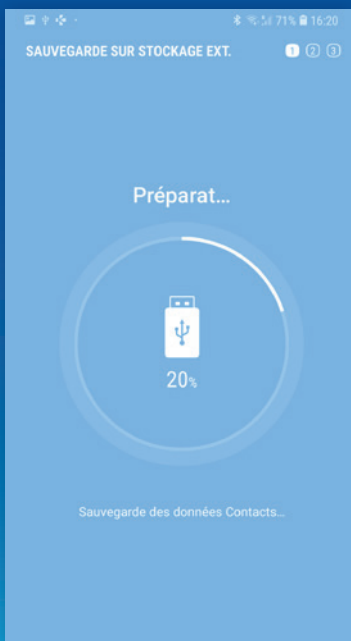 71% 16:20
SAUVEGARDE SUR STOCKAGE EXT. 1 2 3
Préparat...
20%
Sauvegarde des données Contacts...